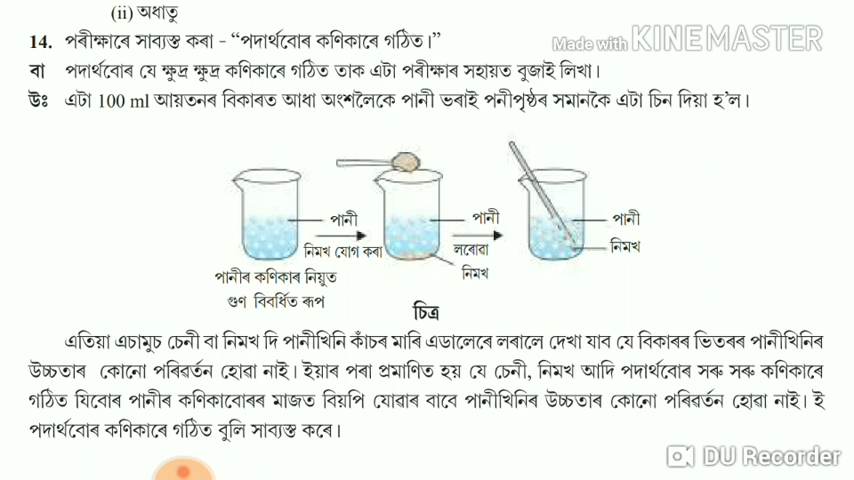 (ii) অধাতু
14. পৰীক্ষাৰে সাব্যস্ত কৰা - “পদাৰ্থবোৰ কণিকাৰে গঠিত।”
Made with KINEMASTER
বা পদাৰ্থবোৰ যে ক্ষুদ্ৰ ক্ষুদ্ৰ কণিকাৰে গঠিত তাক এটা পৰীক্ষাৰ সহায়ত বুজাই লিখা।
উঃ এটা 100 ml আয়তনৰ বিকাৰত আধা অংশলৈকে পানী ভৰাই পনীপৃষ্ঠৰ সমানকৈ এটা চিন দিয়া হ'ল।
পানী
নিমখ যোগ কৰা
পানী
লৰোৱা
নিমখ
পানী
নিমখ
পানীৰ কণিকাৰ নিযুত
গুণ বিবৰ্ধিত ৰূপ
চিত্ৰ
এতিয়া এচামুচ চেনী বা নিমখ দি পানীখিনি কাঁচৰ মাৰি এডালেৰে লৰালে দেখা যাব যে বিকাৰৰ ভিতৰৰ পানীখিনিৰ
উচ্চতাৰ কোনো পৰিৱৰ্তন হোৱা নাই। ইয়াৰ পৰা প্ৰমাণিত হয় যে চেনী, নিমখ আদি পদাৰ্থবোৰ সৰু সৰু কণিকাৰে
গঠিত যিবোৰ পানীৰ কণিকাবোৰৰ মাজত বিয়পি যোৱাৰ বাবে পানীখিনিৰ উচ্চতাৰ কোনো পৰিৱৰ্তন হোৱা নাই। ই
পদাৰ্থবোৰ কণিকাৰে গঠিত বুলি সাব্যস্ত কৰে।
DU Recorder